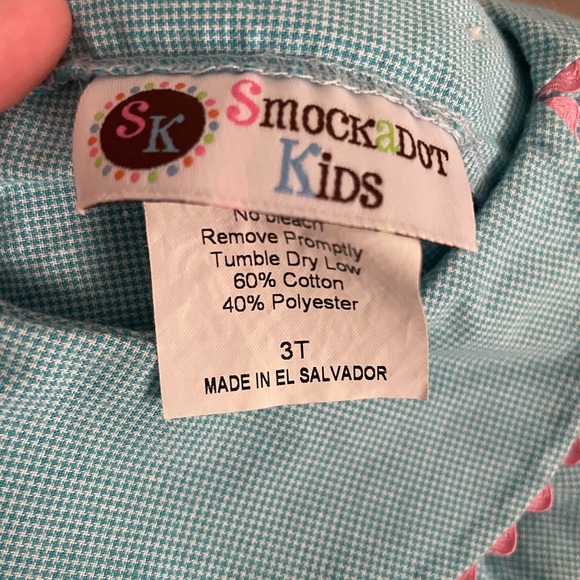 SK
SMOCKaDOT
KiDS
No bleach
Remove Promptly
Tumble Dry Low
60% Cotton
40% Polyester
3T
MADE IN EL SALVADOR